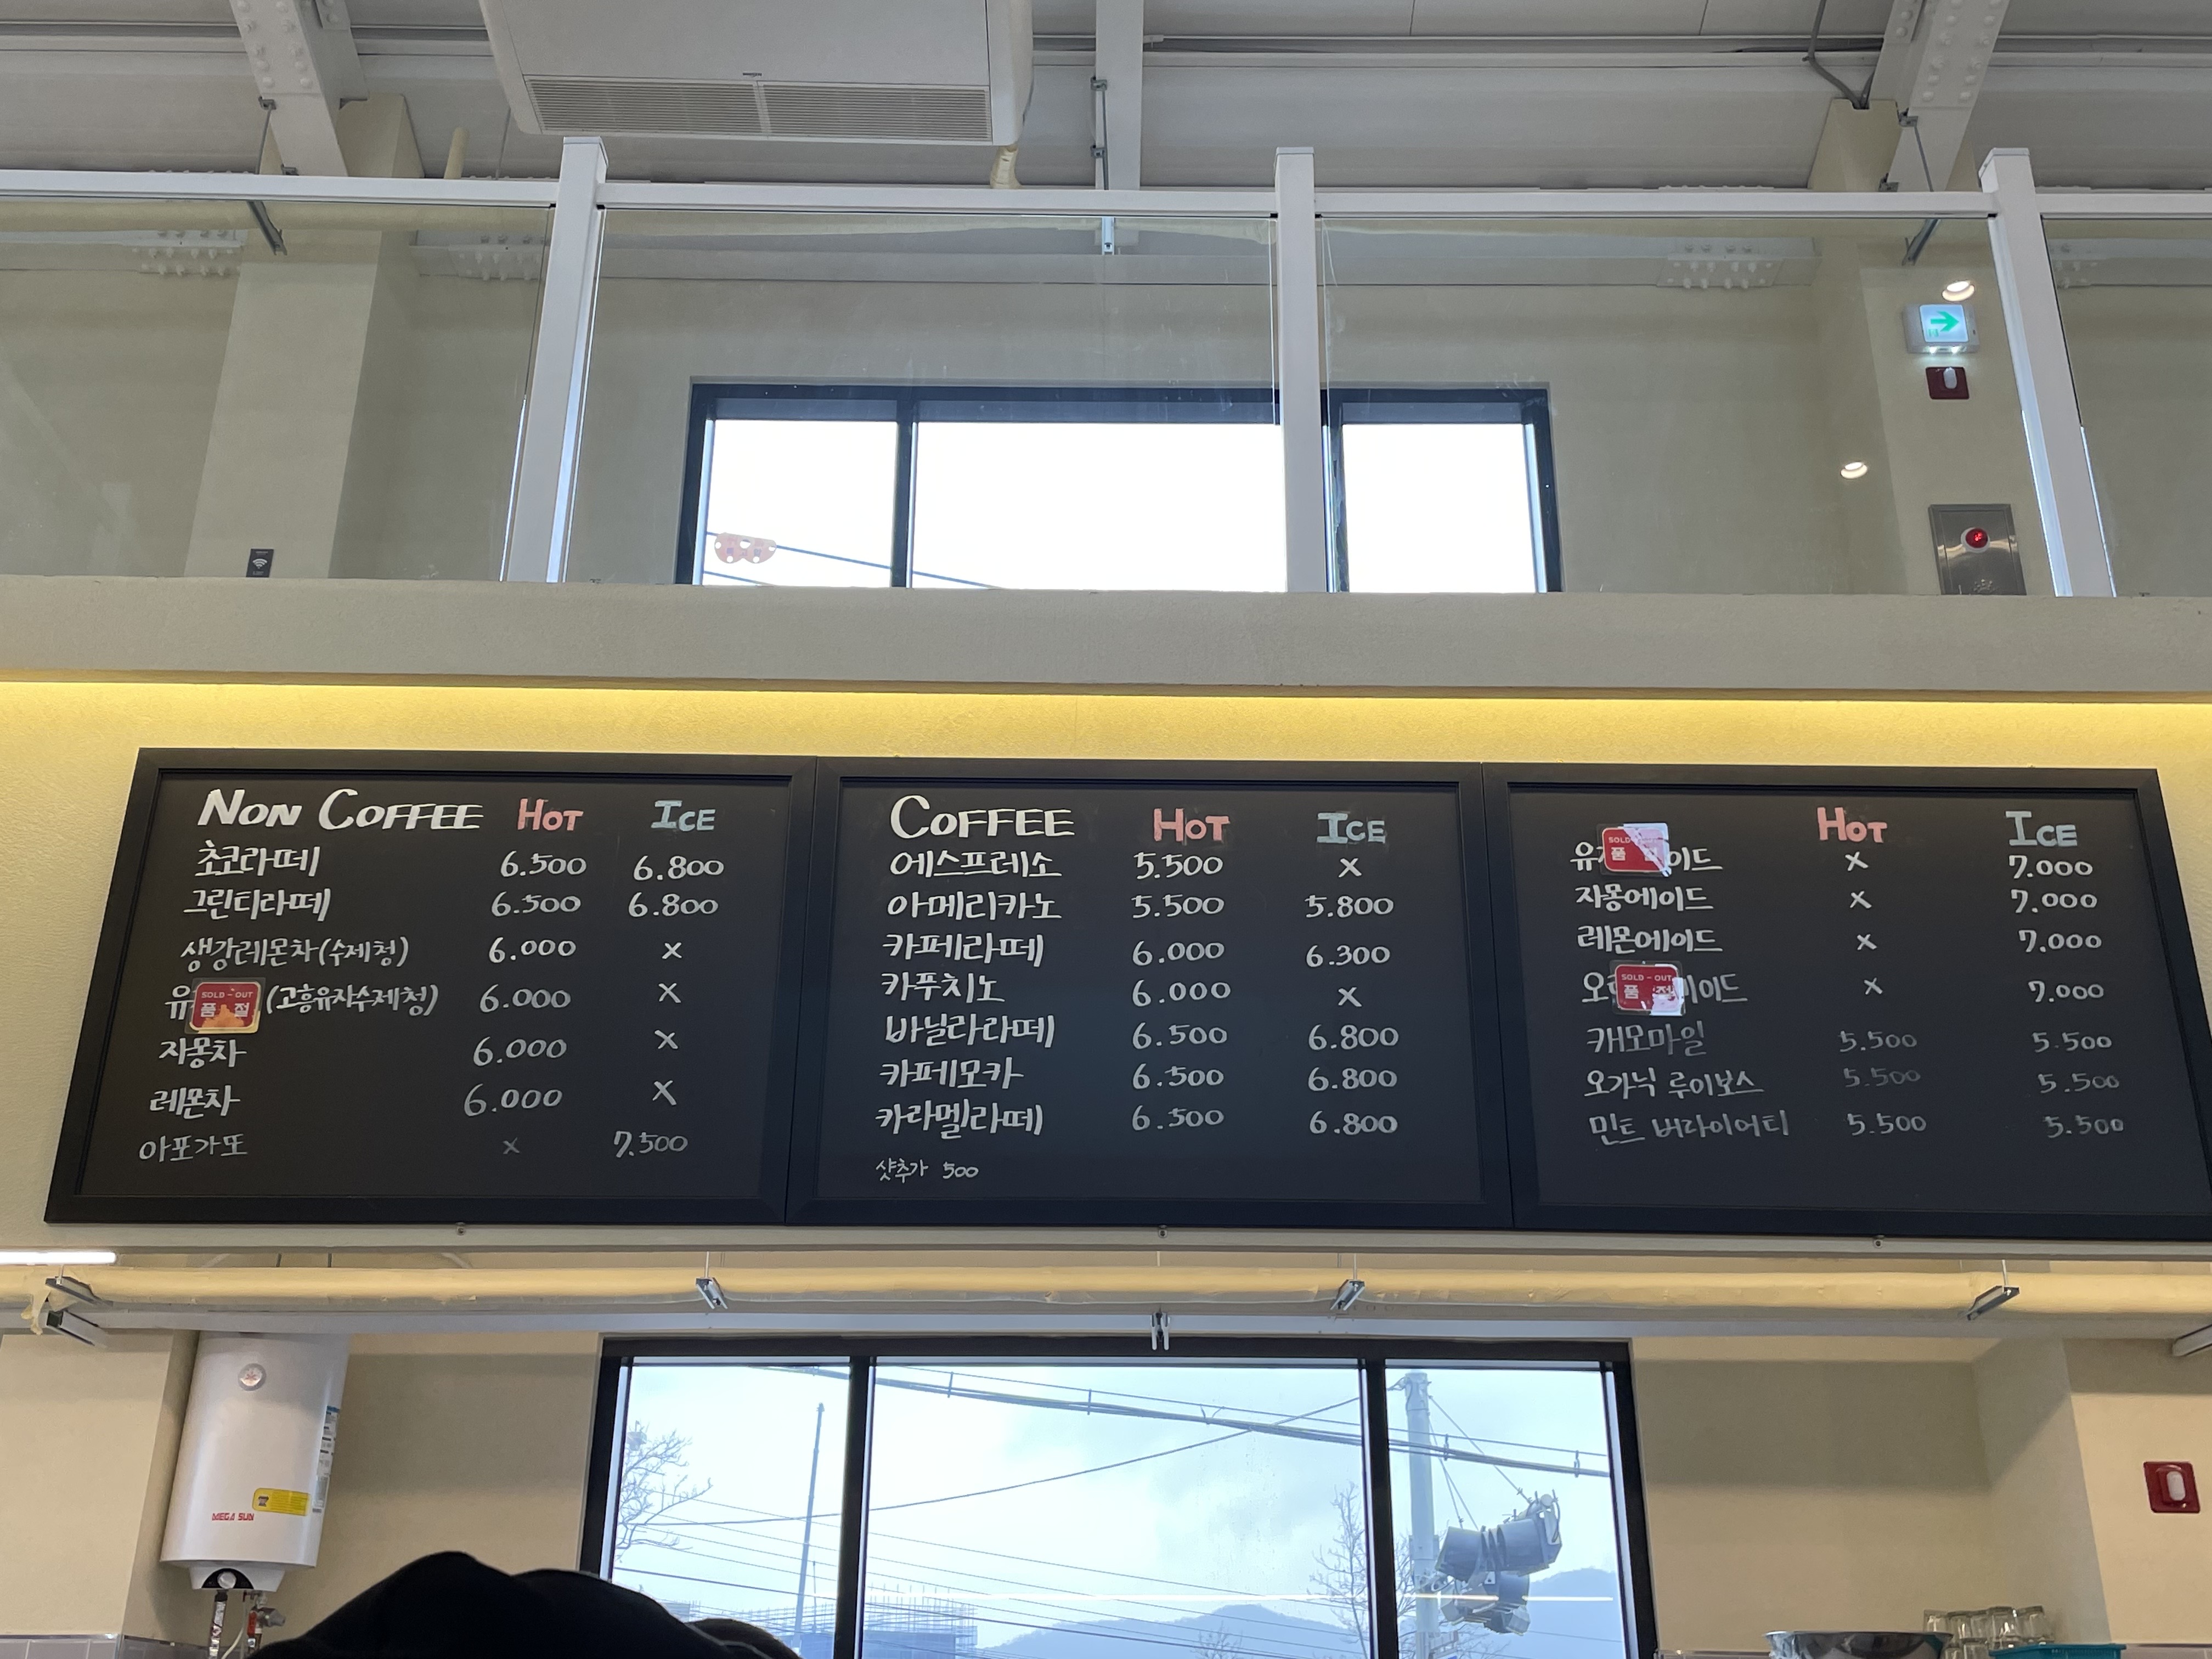 NON COFFEE HOT ICE
초코라떼 6.500 6.800
그린티라떼 6.500 6.800
생강레몬차(수제청) 6.000 x
유 SOLD-OUT 품절 (고흥유자수제청) 6.000 x
자몽차 6.000 x
레몬차 6.000 x
아포가또 x 7.500
COFFEE HOT ICE
에스프레소 5.500 x
아메리카노 5.500 5.800
카페라떼 6.000 6.300
카푸치노 6.000 x
바닐라라떼 6.500 6.800
카페모카 6.500 6.800
카라멜라떼 6.500 6.800
샷추가 500
HOT ICE
유 SOLD 품 이드 x 7.000
자몽에이드 x 7.000
레몬에이드 x 7.000
오 SOLD-OUT 품절 이드 x 7.000
캐모마일 5.500 5.500
오가닉 루이보스 5.500 5.500
민트 버라이어티 5.500 5.500
MEGA SUN